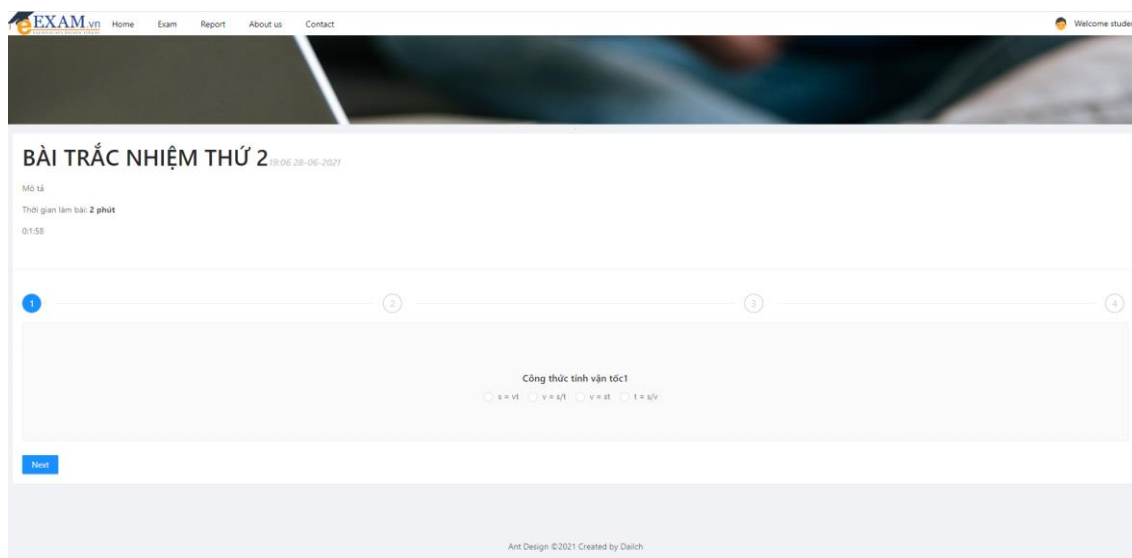 eEXAM.vn Home Exam Report About us Contact Welcome studen
BÀI TRẮC NHIỆM THỨ 2 19:06 28-06-2021
Mô tả
Thời gian làm bài: 2 phút
0:1:58
1 2 3 4
Công thức tính vận tốc1
s = vt v = s/t v = st t = s/v
Next
Ant Design ©2021 Created by Dailch